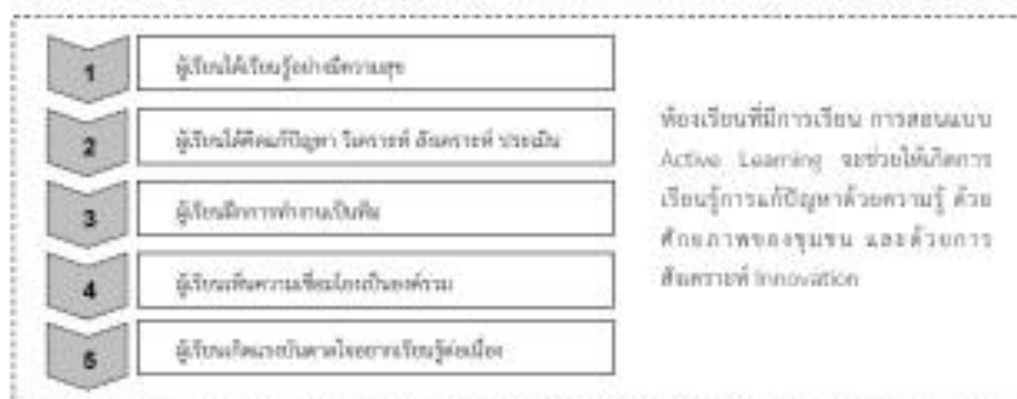 1
ผู้เรียนได้เรียนรู้อย่างมีความสุข
2
ผู้เรียนได้คิดแก้ปัญหา วิเคราะห์ สังเคราะห์ ประเมิน
3
ผู้เรียนฝึกการทำงานเป็นทีม
4
ผู้เรียนเห็นความเชื่อมโยงเป็นองค์รวม
5
ผู้เรียนเกิดแรงบันดาลใจอยากเรียนรู้ต่อเนื่อง
ห้องเรียนที่มีการเรียน การสอนแบบ
Active Learning จะช่วยให้เกิดการ
เรียนรู้การแก้ปัญหาด้วยความรู้ ด้วย
ศักยภาพของชุมชน และด้วยการ
สังเคราะห์ Innovation